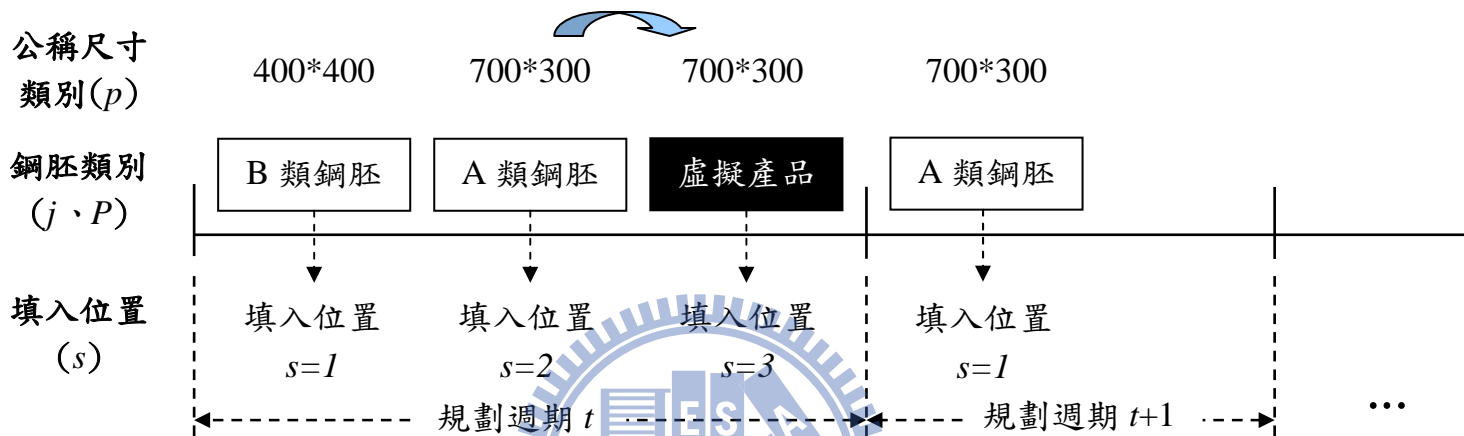 公稱尺寸
類別(p)
400*400
700*300
700*300
700*300
鋼胚類別
(j、P)
B 類鋼胚
A 類鋼胚
虛擬產品
A 類鋼胚
填入位置
(s)
填入位置
s=1
填入位置
s=2
填入位置
s=3
填入位置
s=1
規劃週期 t
規劃週期 t+1
...
ES